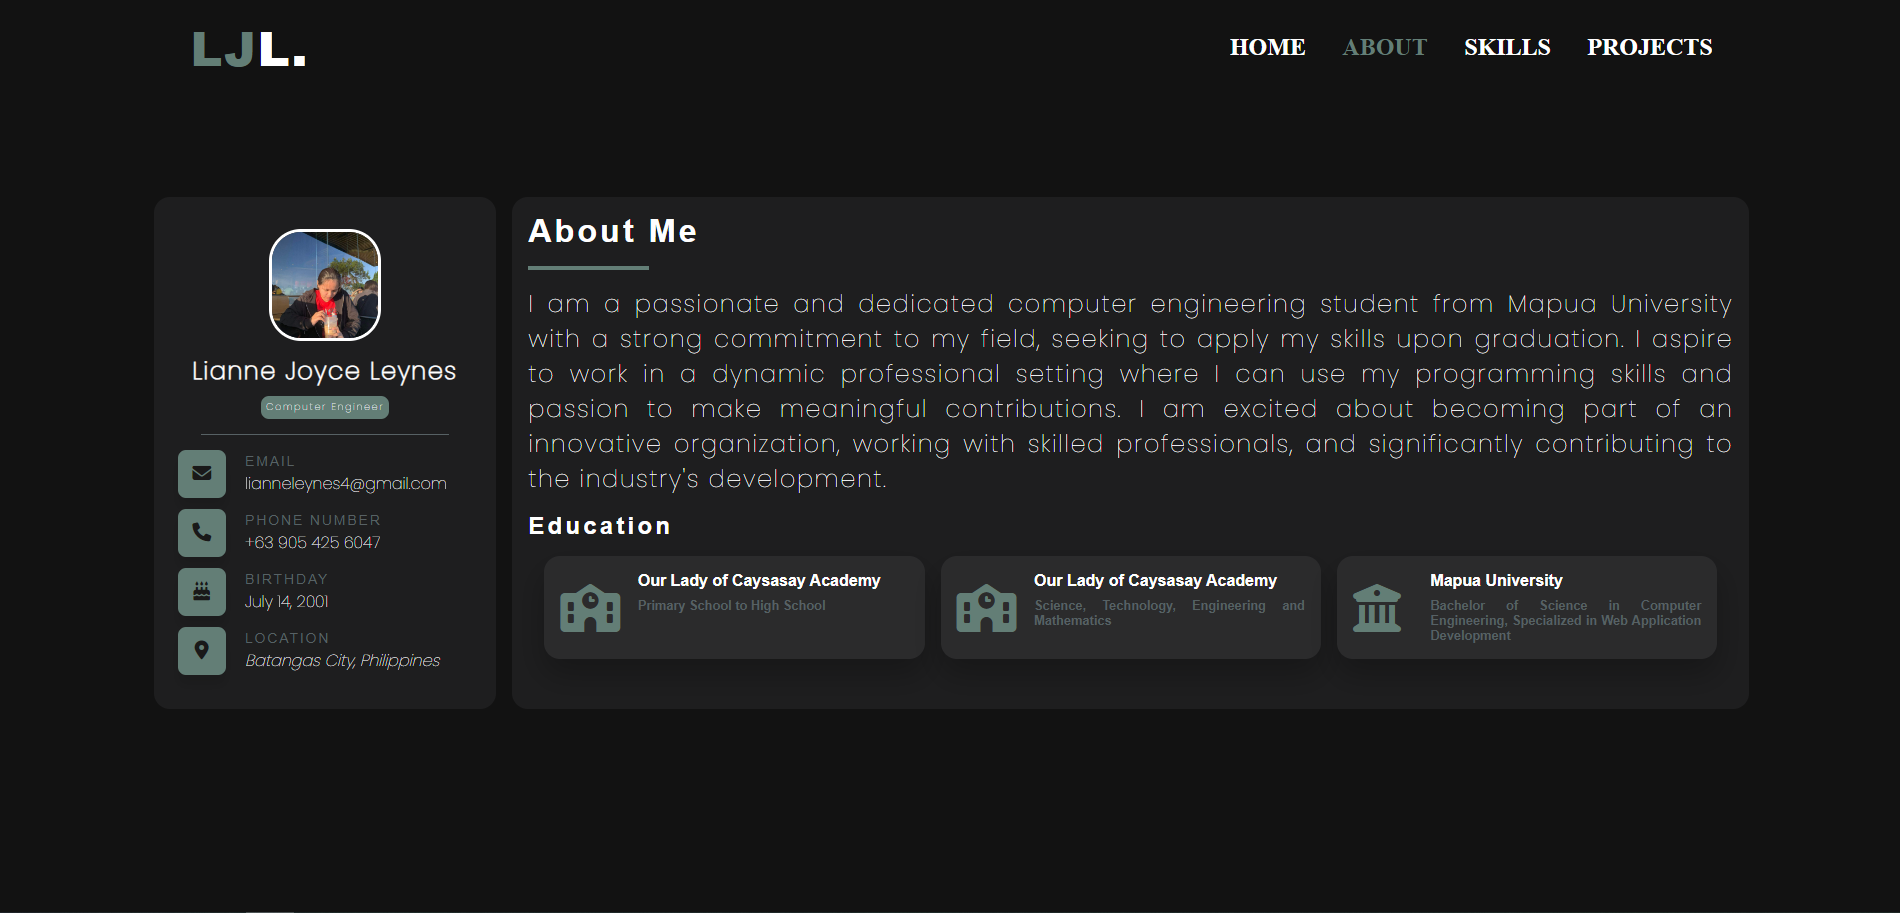 LJL.
HOME ABOUT SKILLS PROJECTS
Lianne Joyce Leynes
Computer Engineer
EMAIL
lianneleynes4@gmail.com
PHONE NUMBER
+63 905 425 6047
BIRTHDAY
July 14, 2001
LOCATION
Batangas City, Philippines
About Me
I am a passionate and dedicated computer engineering student from Mapua University
with a strong commitment to my field, seeking to apply my skills upon graduation. I aspire
to work in a dynamic professional setting where I can use my programming skills and
passion to make meaningful contributions. I am excited about becoming part of an
innovative organization, working with skilled professionals, and significantly contributing to
the industry's development.
Education
Our Lady of Caysasay Academy
Primary School to High School
Our Lady of Caysasay Academy
Science, Technology, Engineering and
Mathematics
Mapua University
Bachelor of Science in Computer
Engineering, Specialized in Web Application
Development